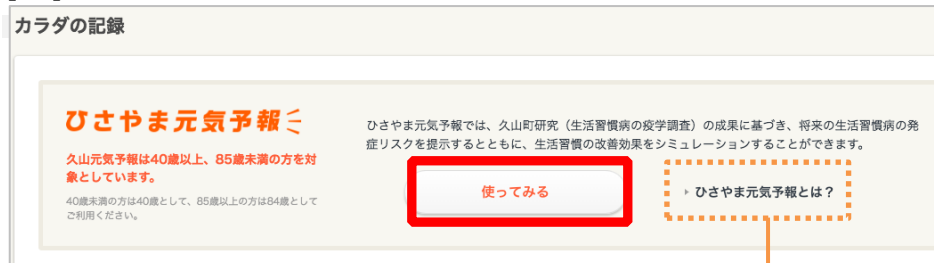 カラダの記録
ひさやま元気予報
久山元気予報は40歳以上、85歳未満の方を対
象としています。
40歳未満の方は40歳として、85歳以上の方は84歳として
ご利用ください。
ひさやま元気予報では、久山町研究（生活習慣病の疫学調査）の成果に基づき、将来の生活習慣病の発
症リスクを提示するとともに、生活習慣の改善効果をシミュレーションすることができます。
使ってみる
ひさやま元気予報とは？